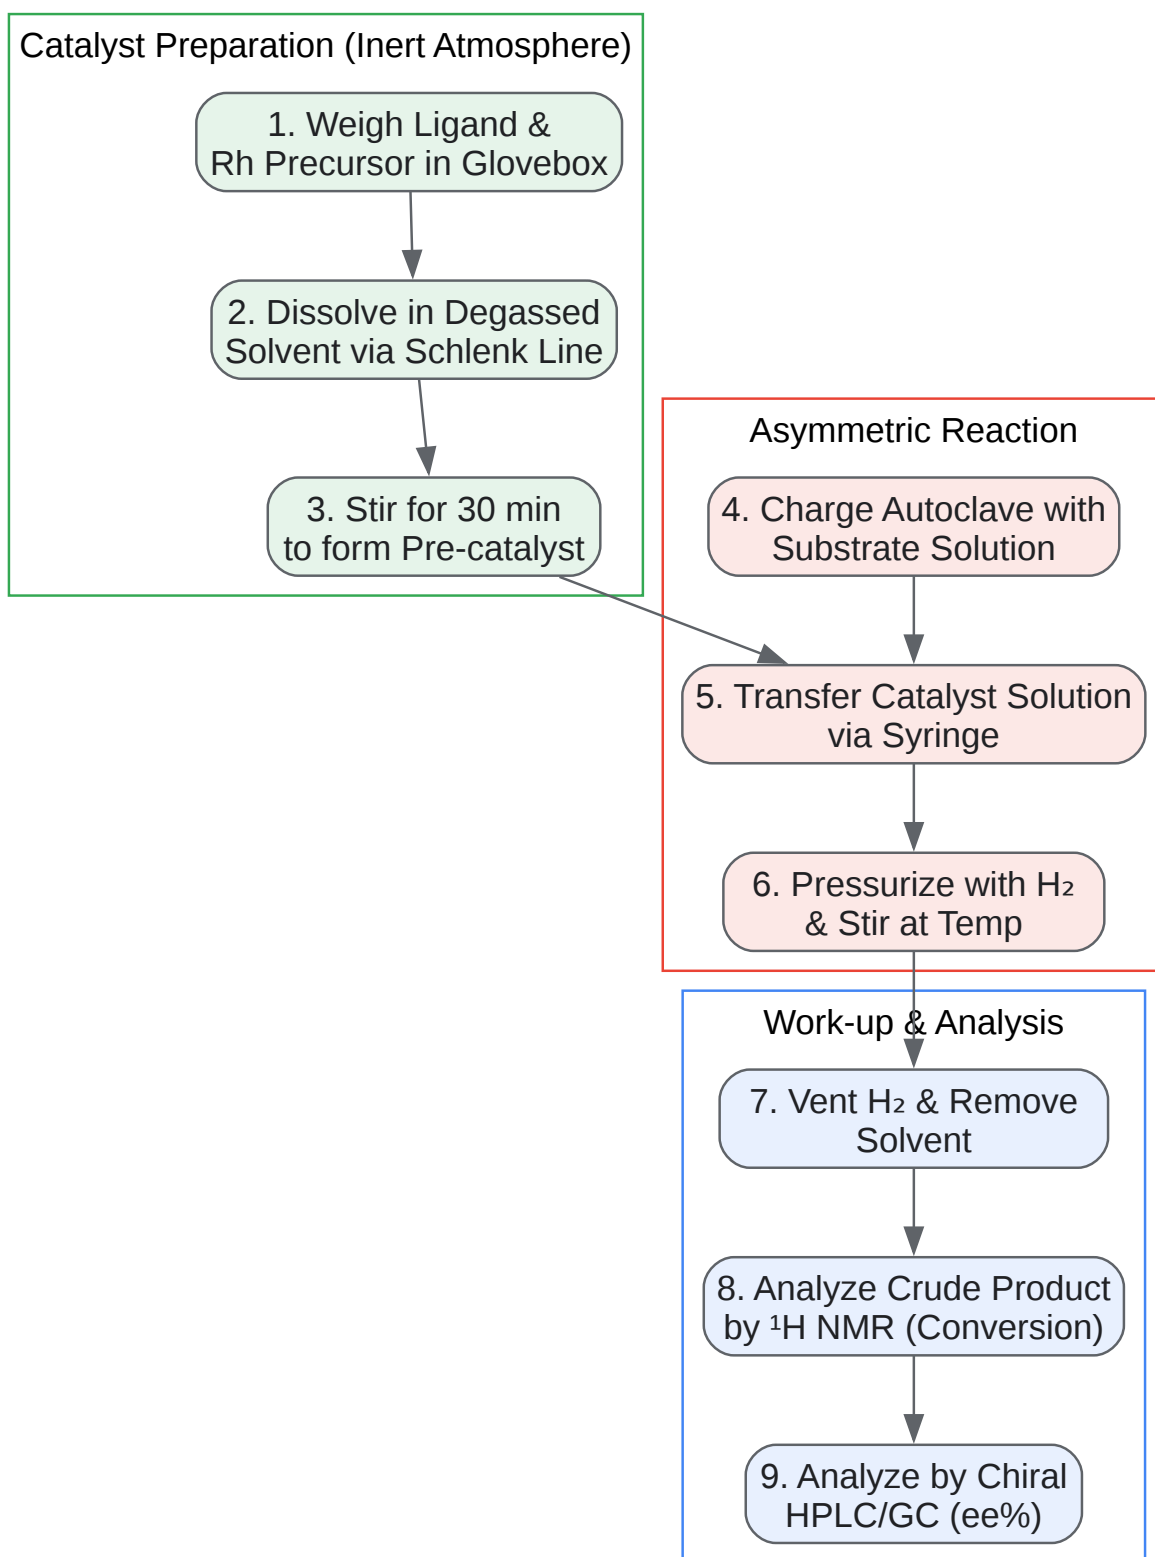 Catalyst Preparation (Inert Atmosphere)
1. Weigh Ligand &
Rh Precursor in Glovebox
2. Dissolve in Degassed
Solvent via Schlenk Line
3. Stir for 30 min
to form Pre-catalyst
Asymmetric Reaction
4. Charge Autoclave with
Substrate Solution
5. Transfer Catalyst Solution
via Syringe
6. Pressurize with H₂
& Stir at Temp
Work-up & Analysis
7. Vent H₂ & Remove
Solvent
8. Analyze Crude Product
by ¹H NMR (Conversion)
9. Analyze by Chiral
HPLC/GC (ee%)